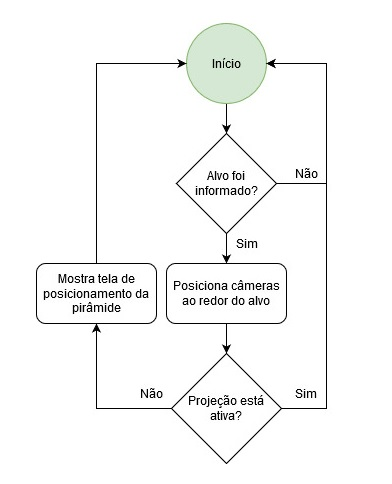 Início
Alvo foi
informado?
Não
Sim
Mostra tela de
posicionamento da
pirâmide
Posiciona câmeras
ao redor do alvo
Não
Projeção está
ativa?
Sim